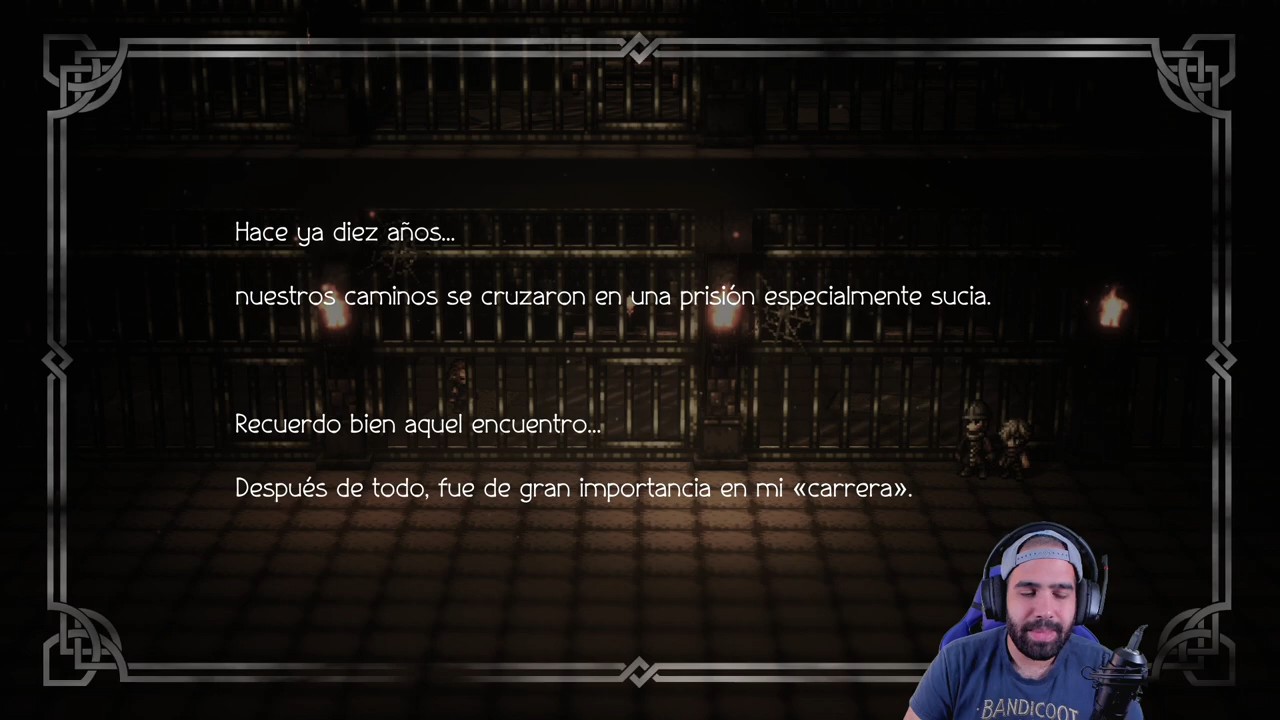 Hace ya diez años...
nuestros caminos se cruzaron en una prisión especialmente sucia.
Recuerdo bien aquel encuentro...
Después de todo, fue de gran importancia en mi «carrera».
BANDICOOT